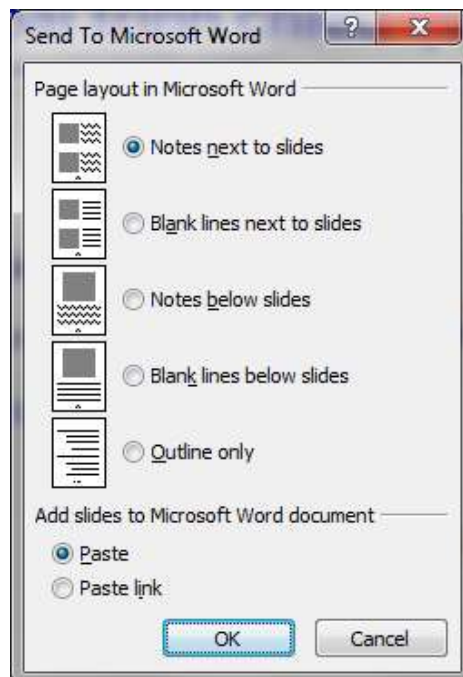 Send To Microsoft Word
Page layout in Microsoft Word
Notes next to slides
Blank lines next to slides
Notes below slides
Blank lines below slides
Outline only
Add slides to Microsoft Word document
Paste
Paste link
OK Cancel